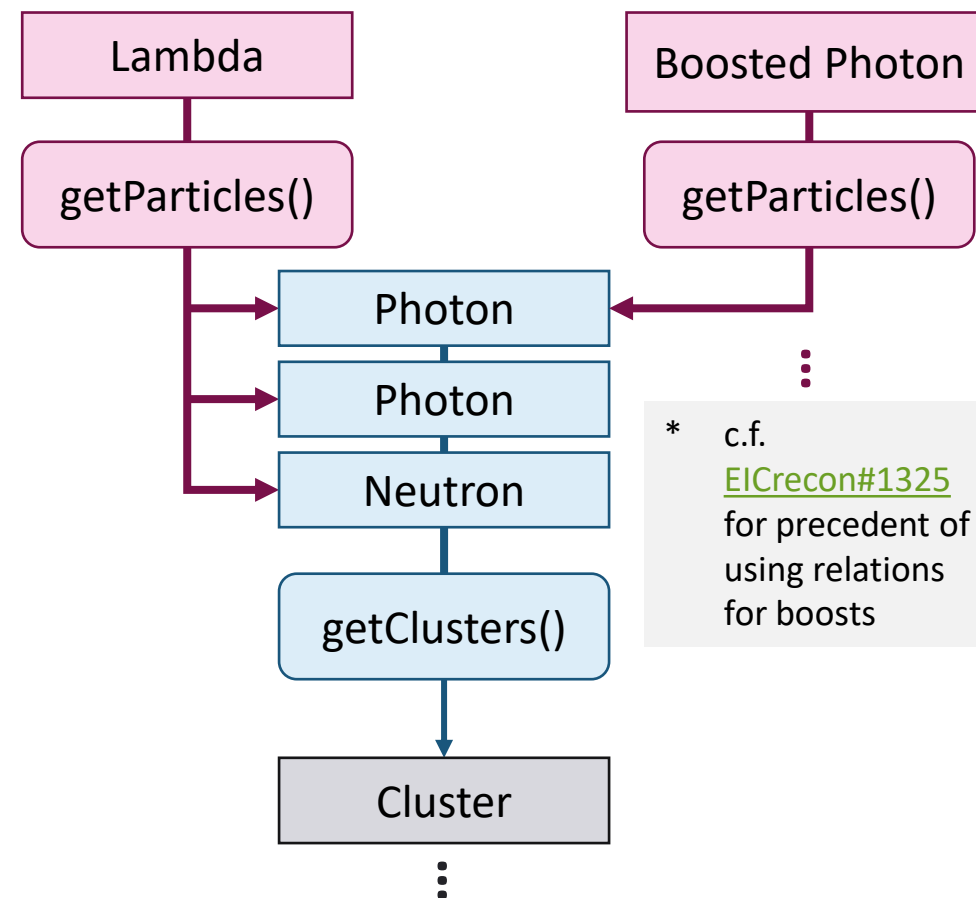 Lambda
Boosted Photon
getParticles()
getParticles()
Photon
Photon
Neutron
* c.f.
EICrecon#1325
for precedent of
using relations
for boosts
getClusters()
Cluster